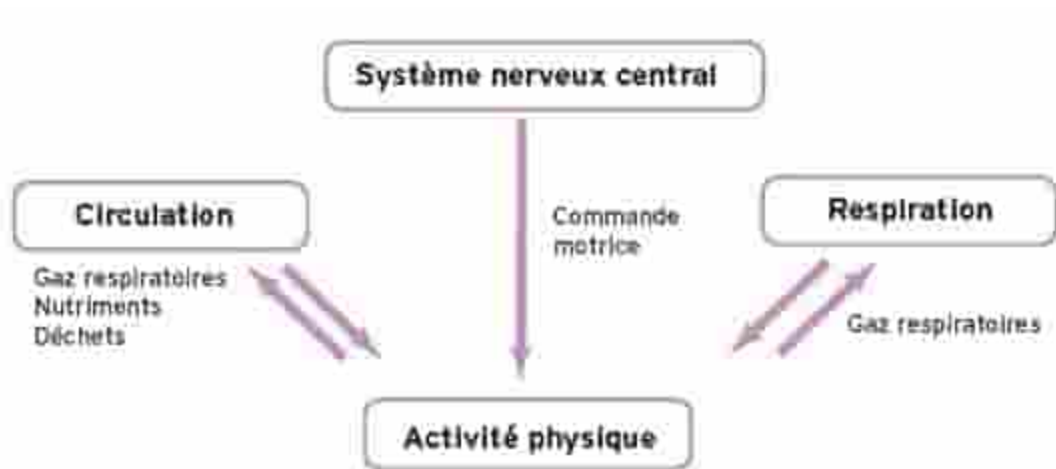 Système nerveux central
Circulation
Respiration
Commande
motrice
Gaz respiratoires
Nutriments
Déchets
Gaz respiratoires
Activité physique